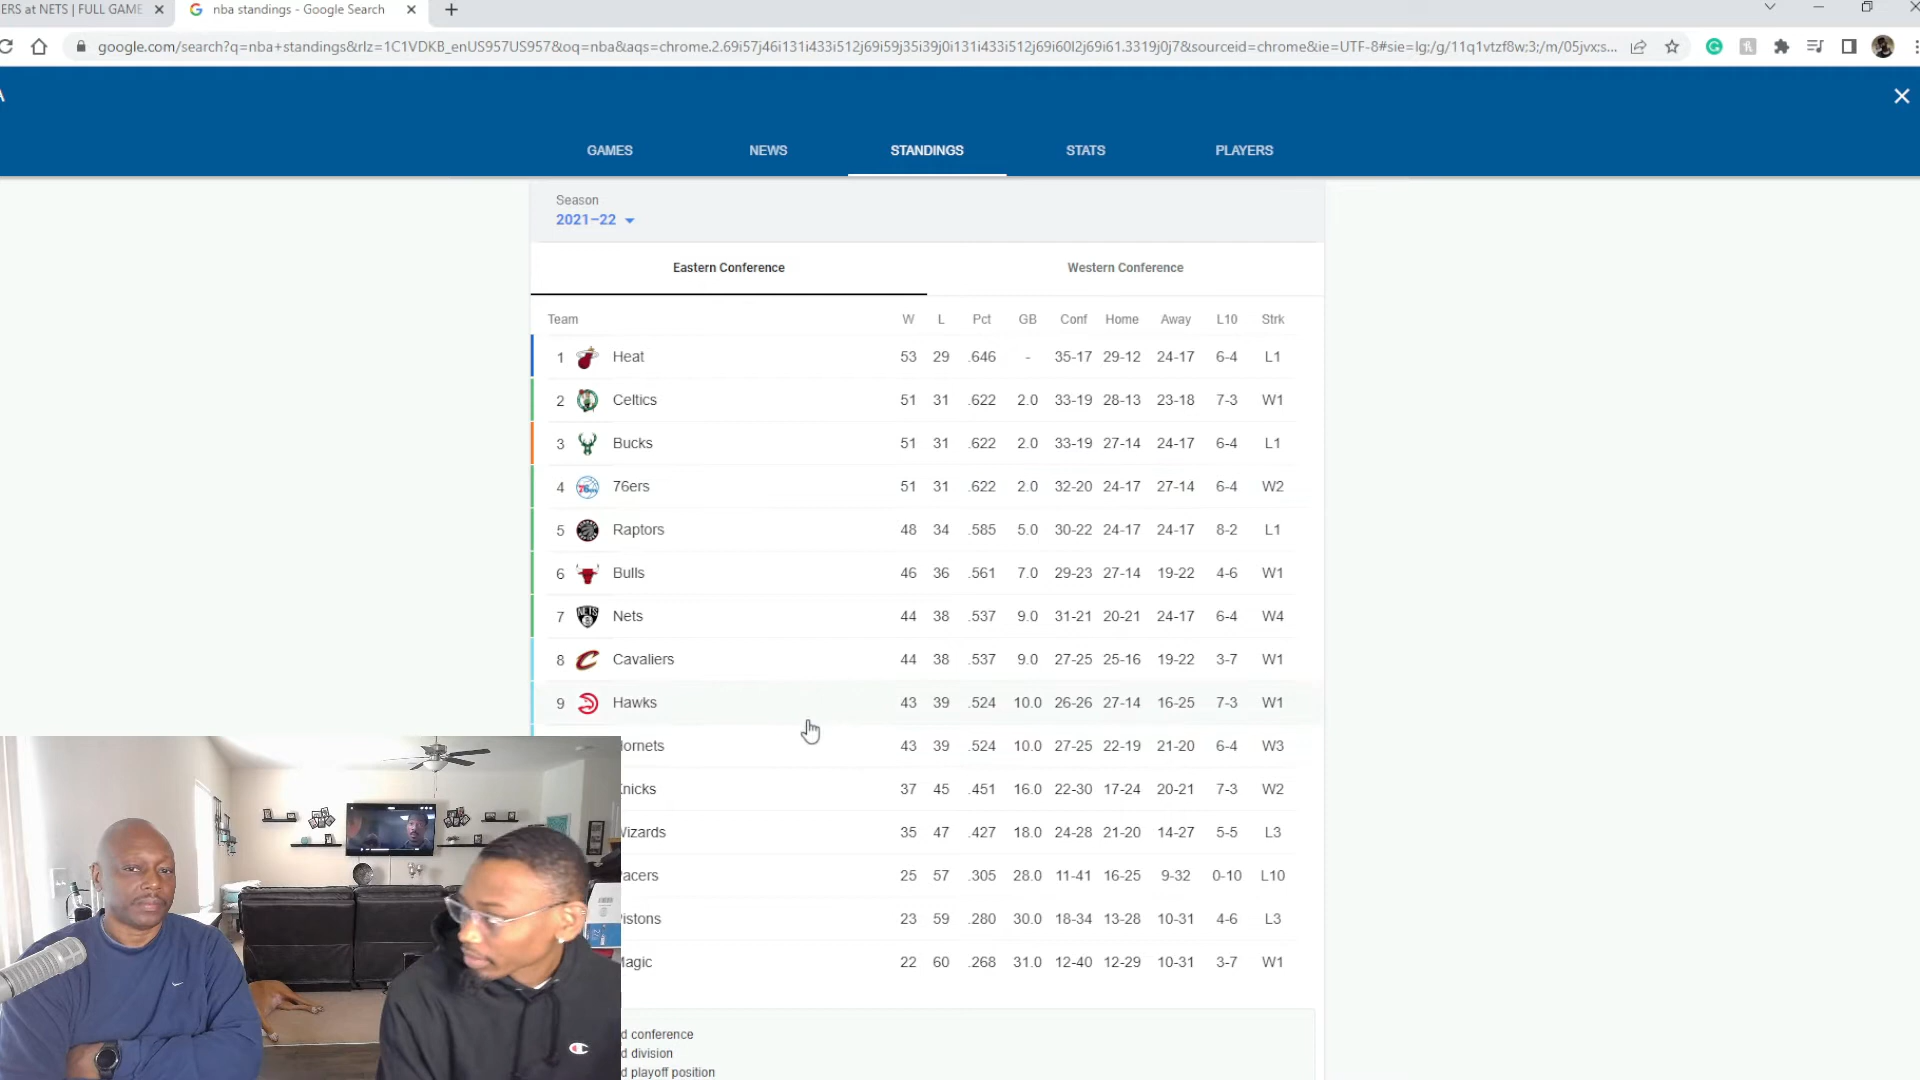 ERS at NETS | FULL GAME
nba standings - Google Search
google.com/search?q=nba+standings&rlz=1C1VDKB_enUS957US957&oq=nba&aqs=chrome.2.69i57j46i131i433i512j69i59j35i39j0i131i433i512j69i60l2j69i61.3319j0j7&sourceid=chrome&ie=UTF-8#sie=lg;/g/11q1vtzf8w;3;/m/05jvx;s...
GAMES NEWS STANDINGS STATS PLAYERS
Season
2021–22
Eastern Conference Western Conference
Team W L Pct GB Conf Home Away L10 Strk
1 Heat 53 29 .646 - 35-17 29-12 24-17 6-4 L1
2 Celtics 51 31 .622 2.0 33-19 28-13 23-18 7-3 W1
3 Bucks 51 31 .622 2.0 33-19 27-14 24-17 6-4 L1
4 76ers 51 31 .622 2.0 32-20 24-17 27-14 6-4 W2
5 Raptors 48 34 .585 5.0 30-22 24-17 24-17 8-2 L1
6 Bulls 46 36 .561 7.0 29-23 27-14 19-22 4-6 W1
7 Nets 44 38 .537 9.0 31-21 20-21 24-17 6-4 W4
8 Cavaliers 44 38 .537 9.0 27-25 25-16 19-22 3-7 W1
9 Hawks 43 39 .524 10.0 26-26 27-14 16-25 7-3 W1
ornets 43 39 .524 10.0 27-25 22-19 21-20 6-4 W3
nicks 37 45 .451 16.0 22-30 17-24 20-21 7-3 W2
izards 35 47 .427 18.0 24-28 21-20 14-27 5-5 L3
acers 25 57 .305 28.0 11-41 16-25 9-32 0-10 L10
istons 23 59 .280 30.0 18-34 13-28 10-31 4-6 L3
agic 22 60 .268 31.0 12-40 12-29 10-31 3-7 W1
d conference
d division
d playoff position